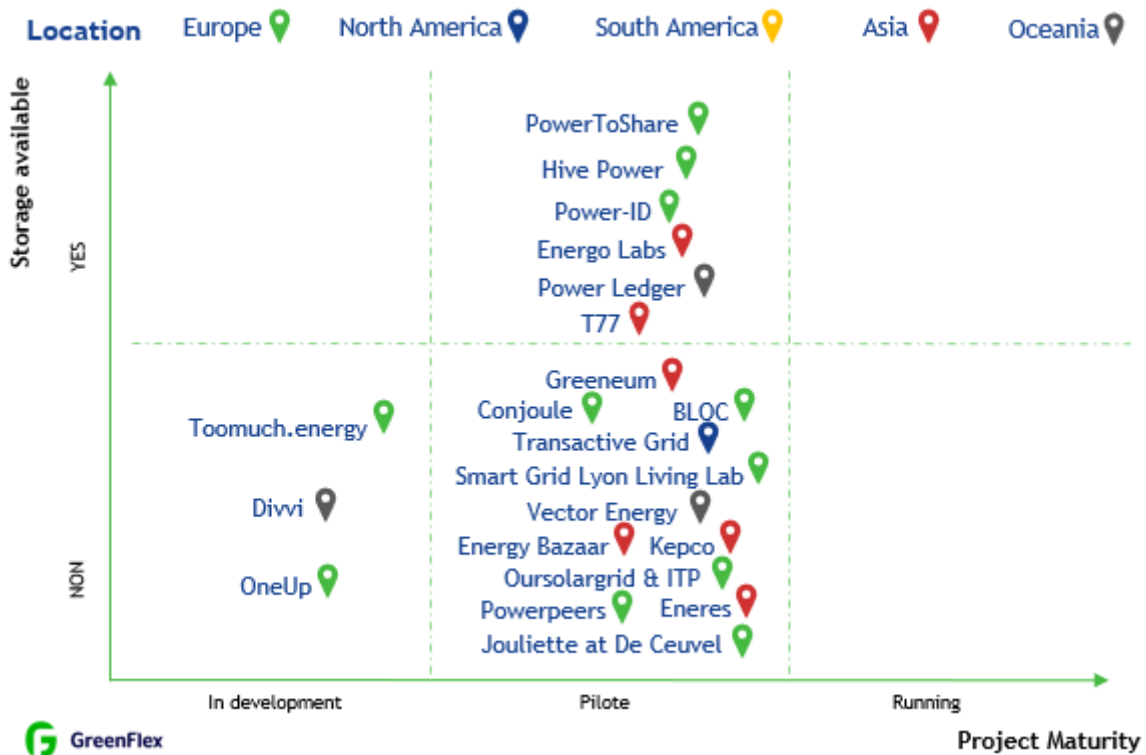 Location Europe North America South America Asia Oceania
Storage available
YES
PowerToShare
Hive Power
Power-ID
Energo Labs
Power Ledger
T77
NON
Greeneum
Conjoule BLOC
Toomuch.energy
Transactive Grid
Smart Grid Lyon Living Lab
Divvi
Vector Energy
Energy Bazaar Kepco
OneUp
Oursolargrid & ITP
Powerpeers Eneres
Jouliette at De Ceuvel
In development Pilote Running
GreenFlex
Project Maturity